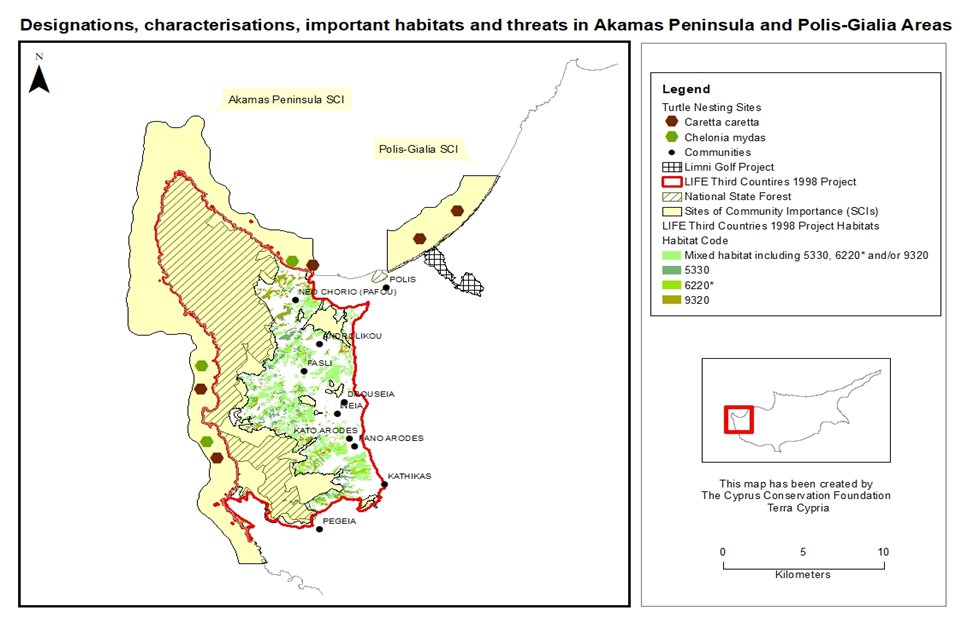 Designations, characterisations, important habitats and threats in Akamas Peninsula and Polis-Gialia Areas
N
Akamas Peninsula SCI
Polis-Gialia SCI
POLIS
NEO CHORIO (PAFOU)
ANDROLIKOU
FASLI
DROUSEIA
INEIA
KATO ARODES
PANO ARODES
KATHIKAS
PEGEIA
Legend
Turtle Nesting Sites
Caretta caretta
Chelonia mydas
Communities
Limni Golf Project
LIFE Third Countires 1998 Project
National State Forest
Sites of Community Importance (SCIs)
LIFE Third Countries 1998 Project Habitats
Habitat Code
Mixed habitat including 5330, 6220* and/or 9320
5330
6220*
9320
This map has been created by
The Cyprus Conservation Foundation
Terra Cypria
0 5 10
Kilometers